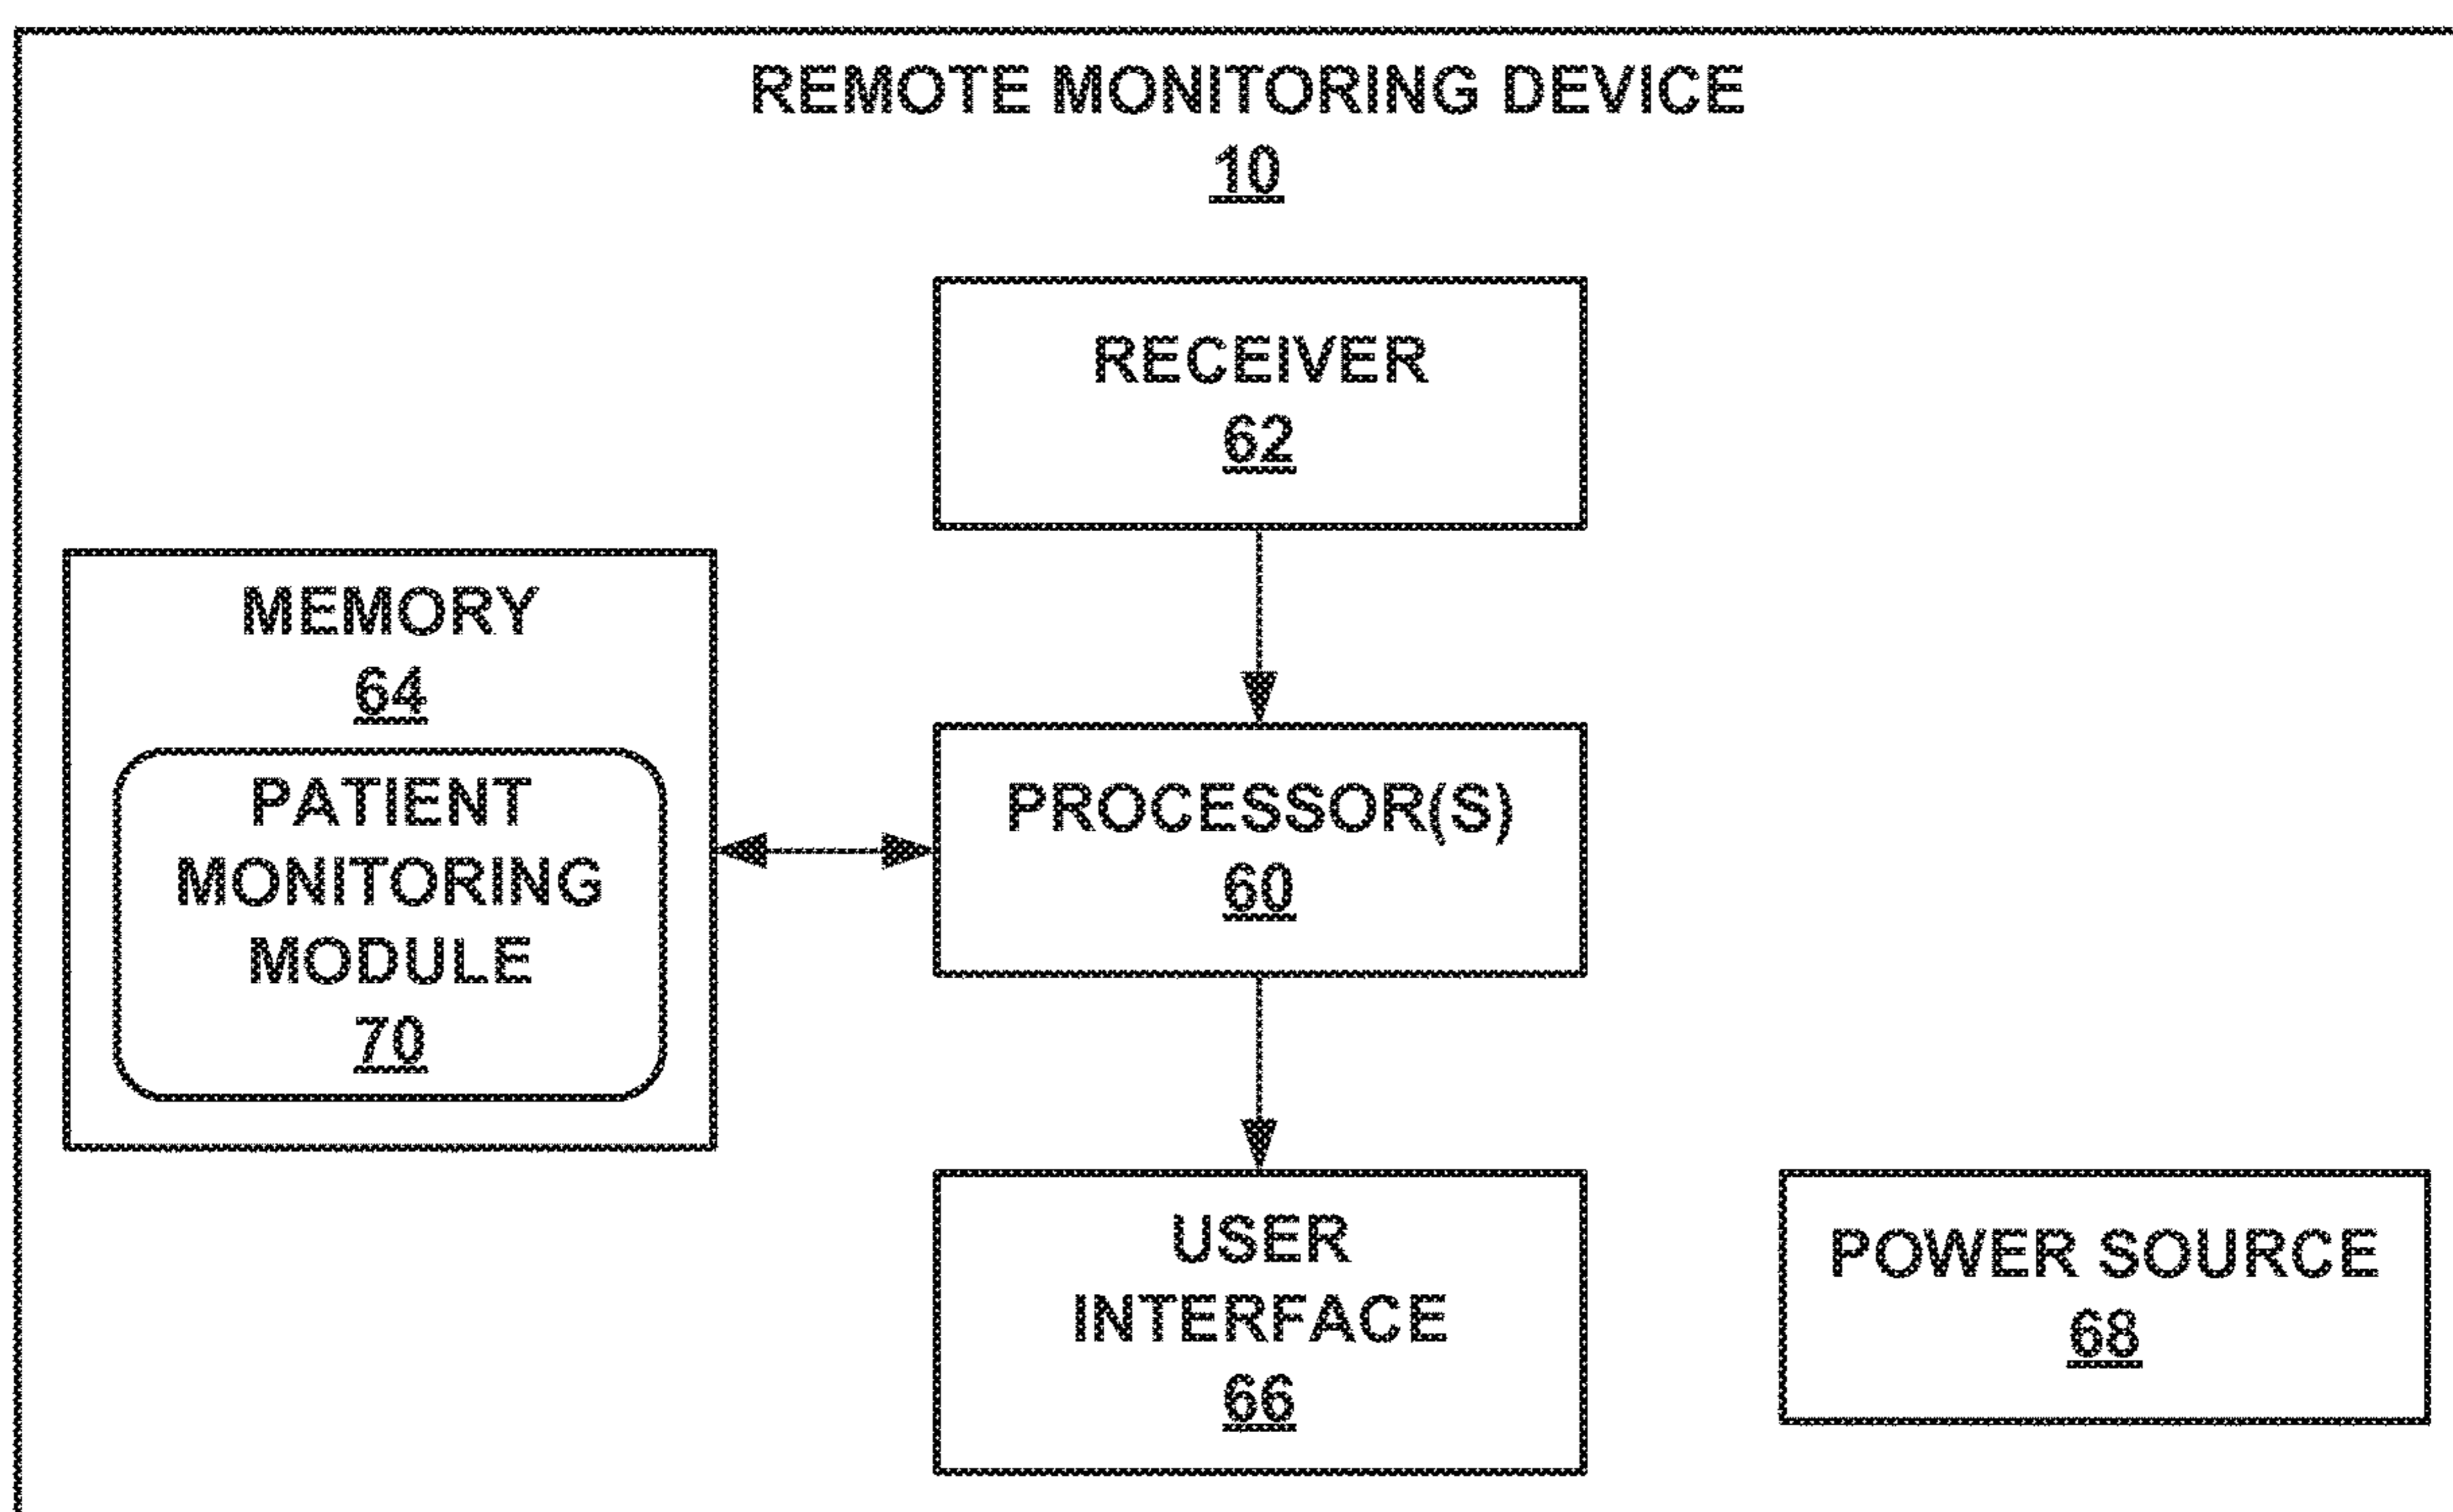 REMOTE MONITORING DEVICE
10
RECEIVER
62
MEMORY
64
PATIENT
MONITORING
MODULE
70
PROCESSOR(S)
60
USER
INTERFACE
66
POWER SOURCE
68